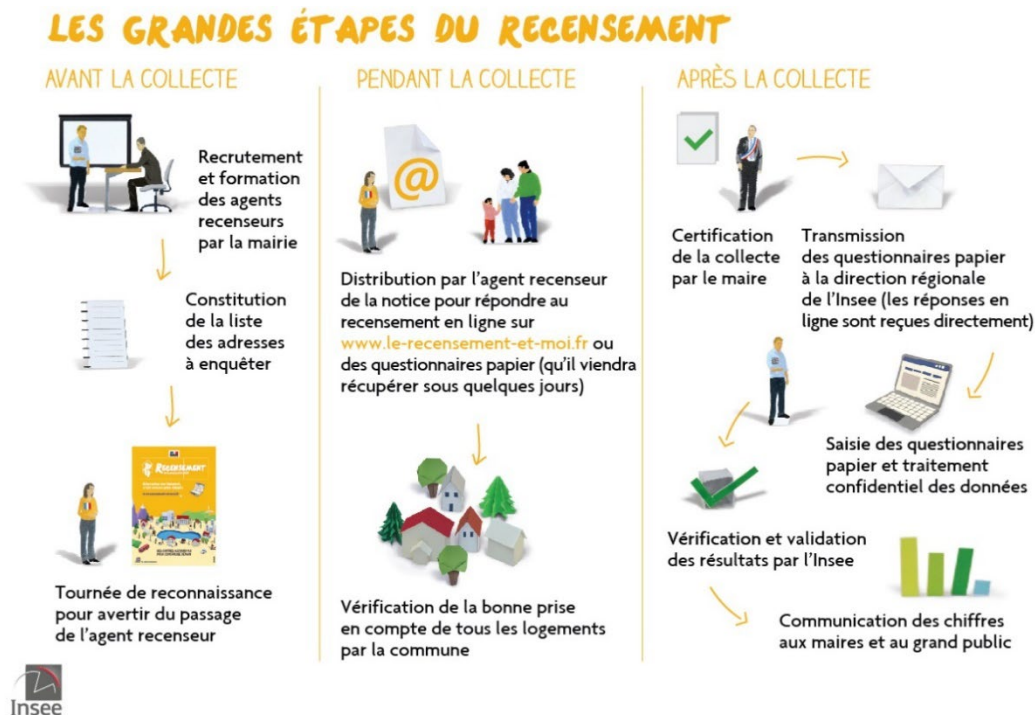 LES GRANDES ÉTAPES DU RECENSEMENT
AVANT LA COLLECTE
Recrutement
et formation
des agents
recenseurs
par la mairie
Constitution
de la liste
des adresses
à enquêter
RECENSEMENT
Tournée de reconnaissance
pour avertir du passage
de l'agent recenseur
PENDANT LA COLLECTE
@
Distribution par l'agent recenseur
de la notice pour répondre au
recensement en ligne sur
www.le-recensement-et-moi.fr ou
des questionnaires papier (qu'il viendra
récupérer sous quelques jours)
Vérification de la bonne prise
en compte de tous les logements
par la commune
APRÈS LA COLLECTE
Certification
de la collecte
par le maire
Transmission
des questionnaires papier
à la direction régionale
de l'Insee (les réponses en
ligne sont reçues directement)
Saisie des questionnaires
papier et traitement
confidentiel des données
Vérification et validation
des résultats par l'Insee
Communication des chiffres
aux maires et au grand public
Insee